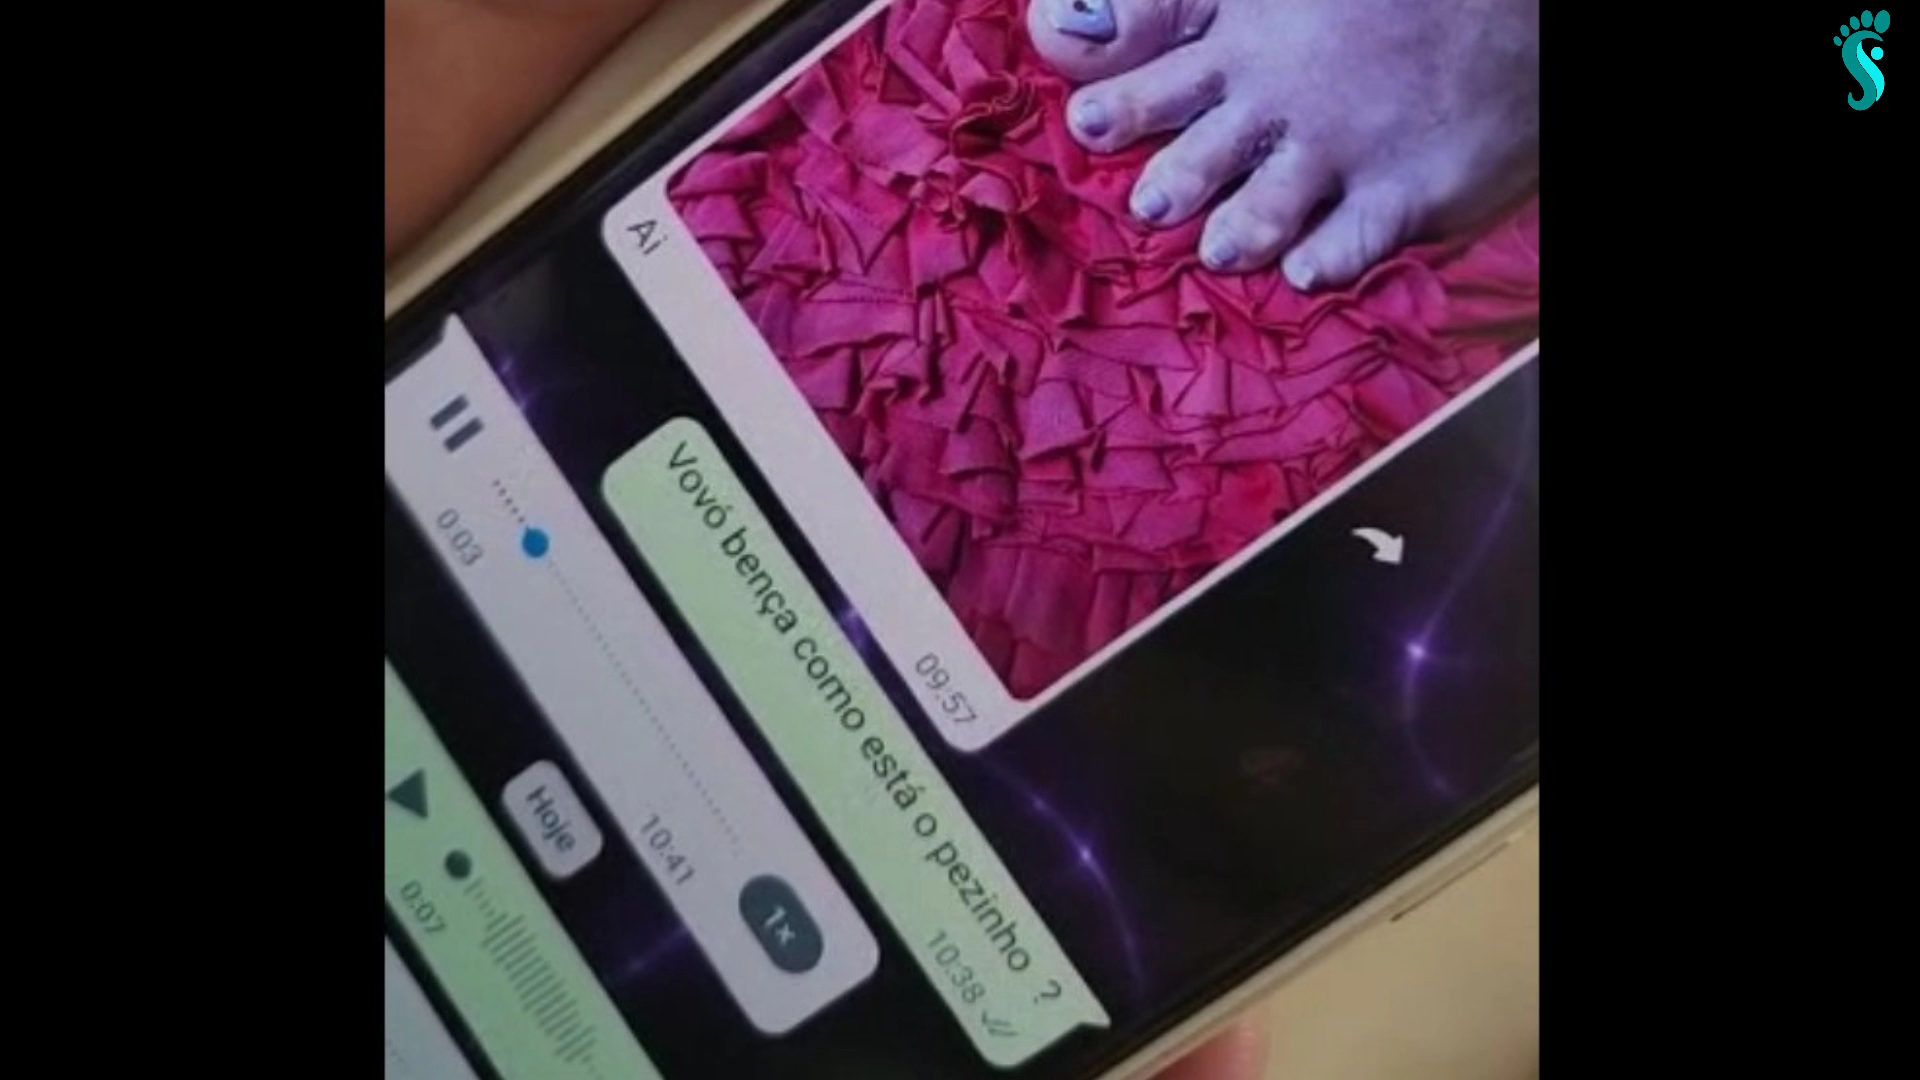 Ai
09:57
Vovó bença como está o pezinho ?
10:38
0:03
10:41
1x
Hoje
0:07